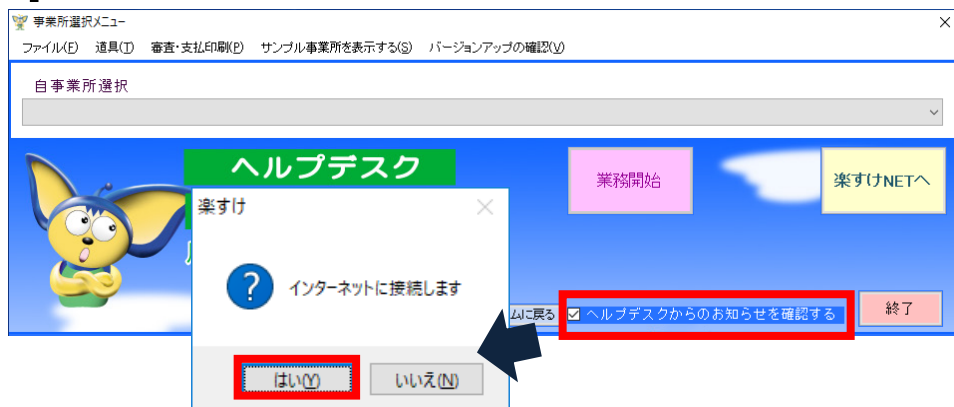 事業所選択メニュー
ファイル(F) 道具(T) 審査・支払印刷(P) サンプル事業所を表示する(S) バージョンアップの確認(V)
自事業所選択
ヘルプデスク
業務開始
楽すけNETへ
楽すけ
インターネットに接続します
はい(Y)
いいえ(N)
ムに戻る
ヘルプデスクからのお知らせを確認する
終了